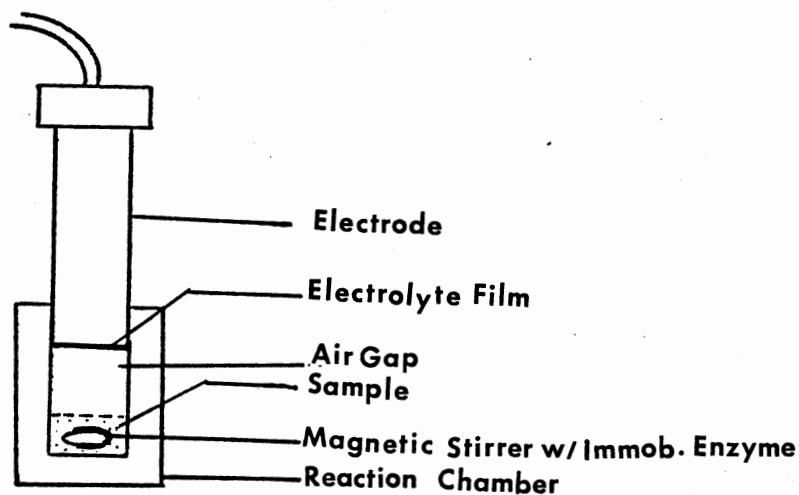 Electrode
Electrolyte Film
Air Gap
Sample
Magnetic Stirrer w/ Immob. Enzyme
Reaction Chamber